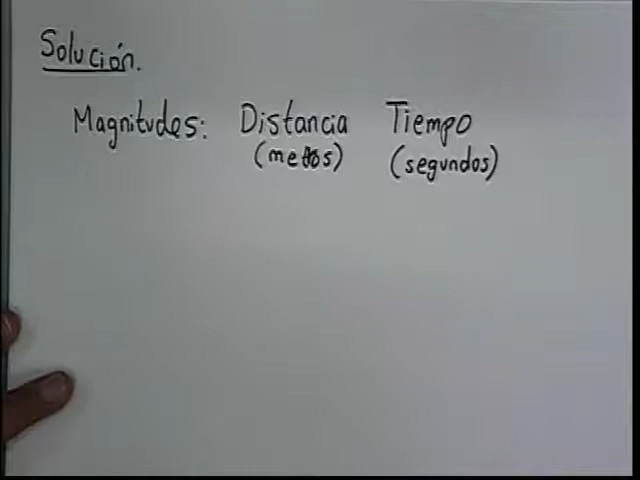 Solución.
Magnitudes: Distancia Tiempo
(metros) (segundos)